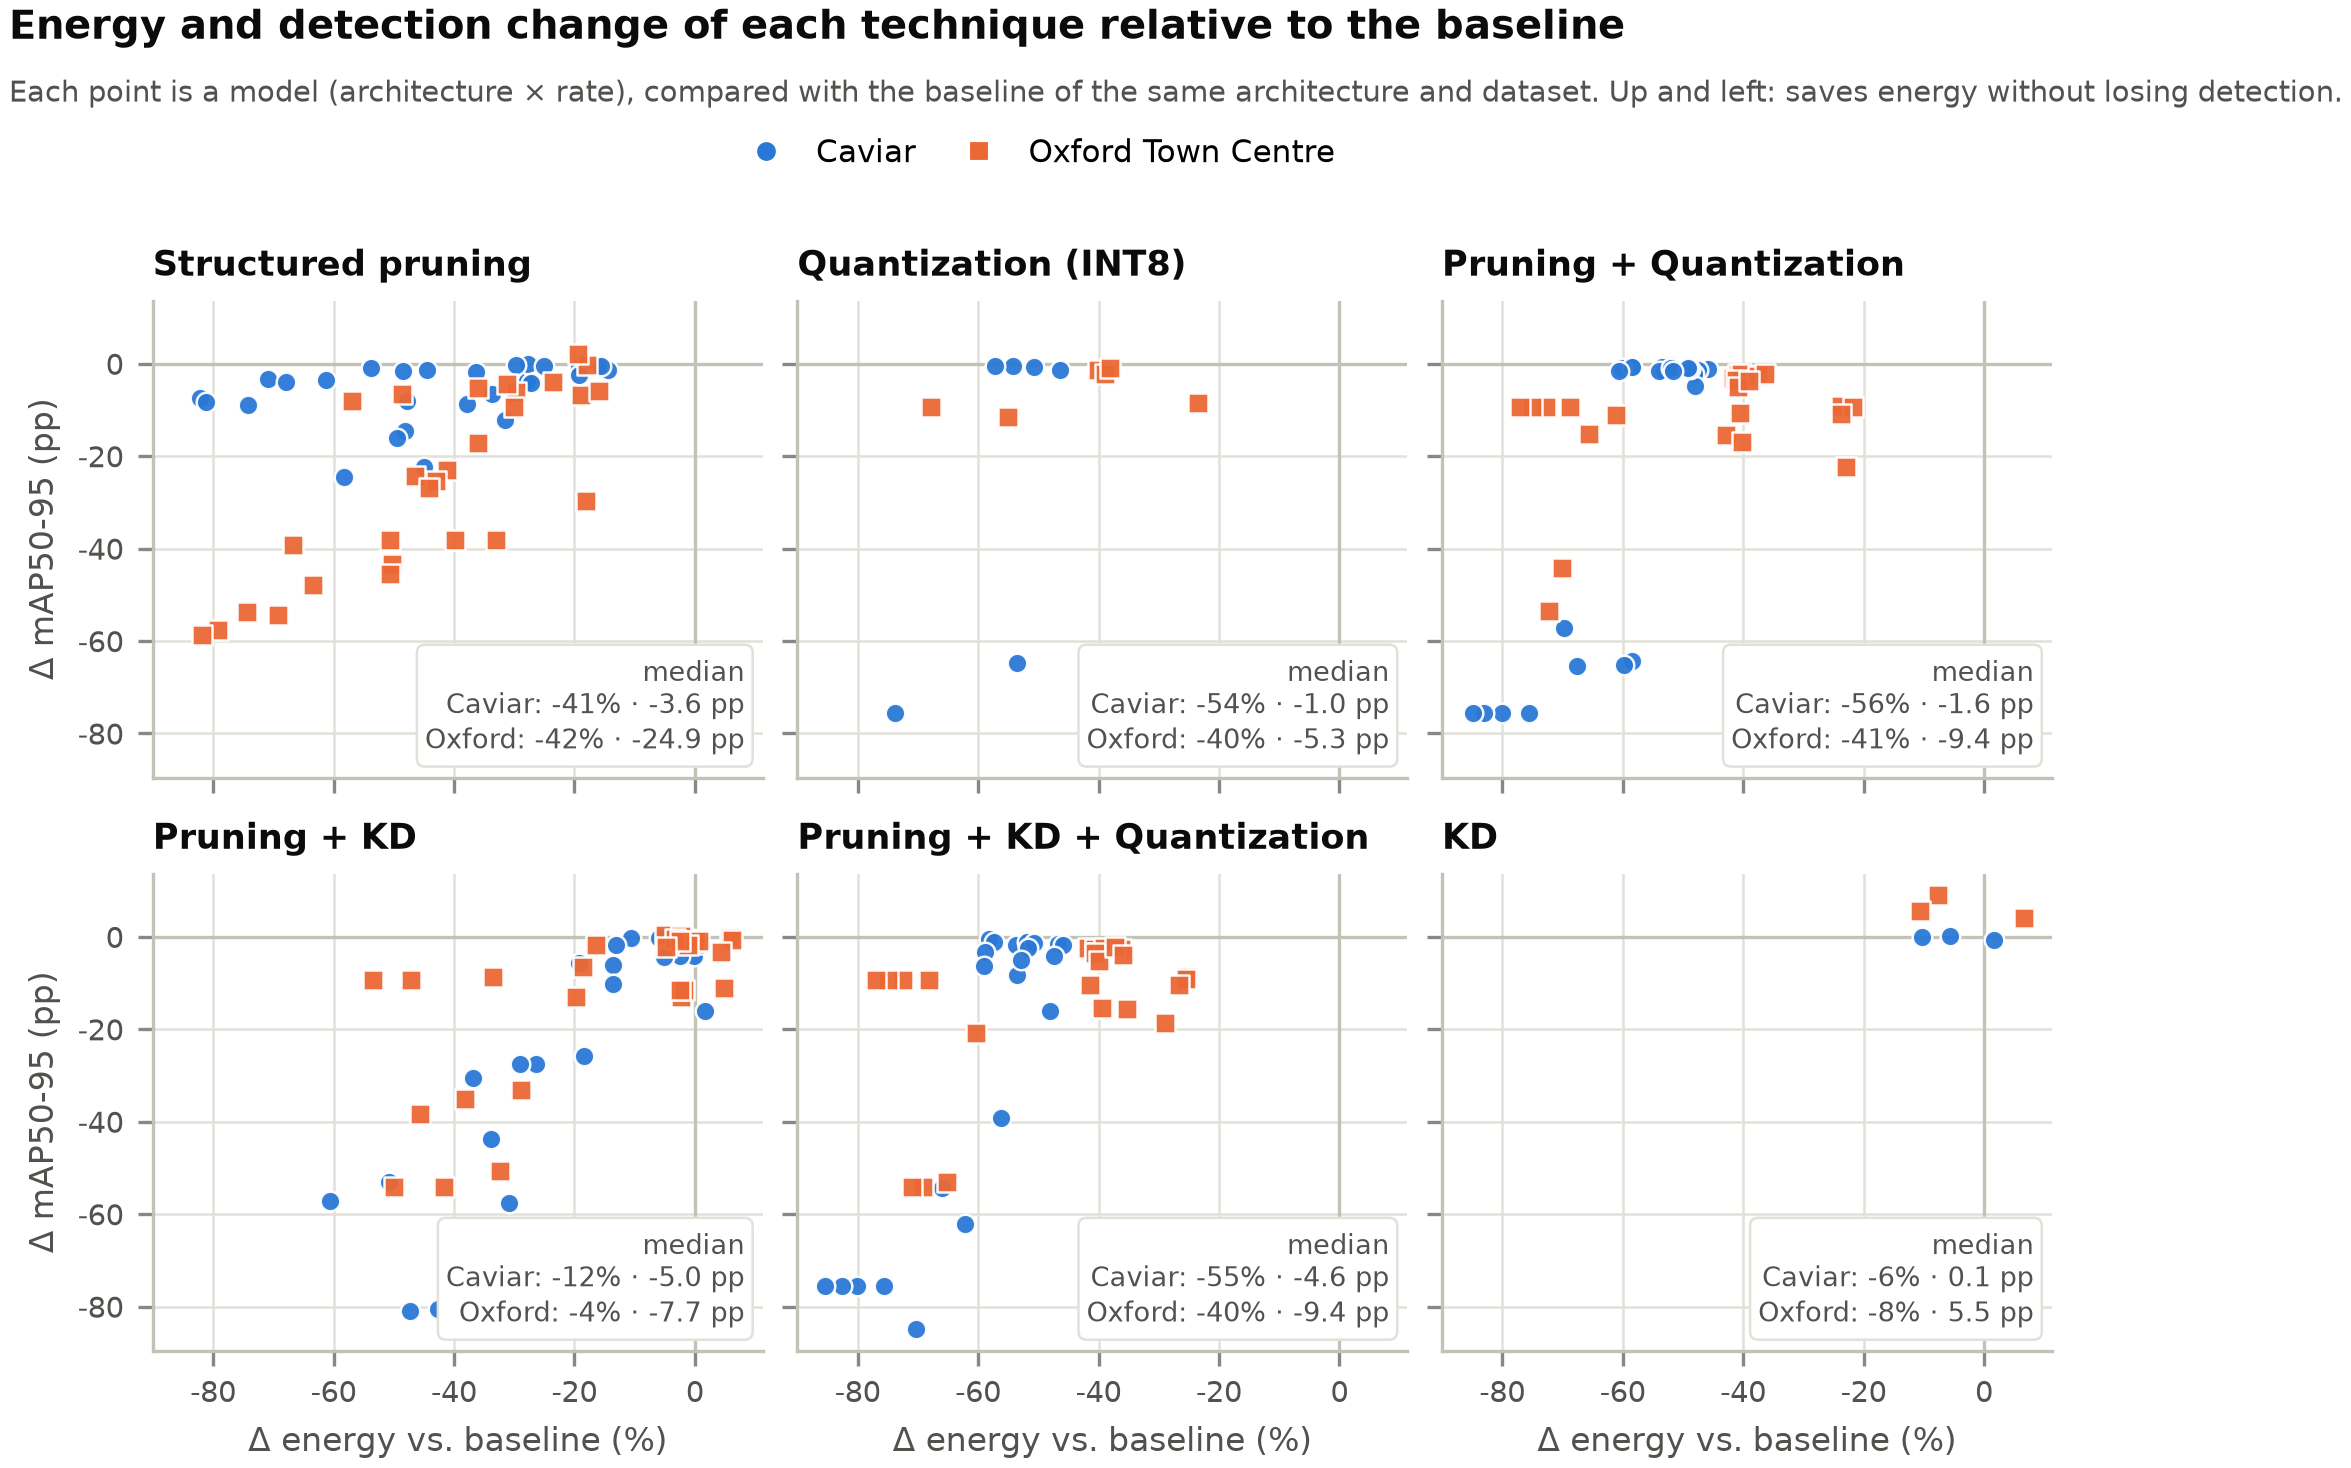 Energy and detection change of each technique relative to the baseline
Each point is a model (architecture × rate), compared with the baseline of the same architecture and dataset. Up and left: saves energy without losing detection.
Caviar
Oxford Town Centre
Structured pruning
Quantization (INT8)
Pruning + Quantization
Δ mAP50-95 (pp)
0
-20
-40
-60
-80
median
Caviar: -41% · -3.6 pp
Oxford: -42% · -24.9 pp
median
Caviar: -54% · -1.0 pp
Oxford: -40% · -5.3 pp
median
Caviar: -56% · -1.6 pp
Oxford: -41% · -9.4 pp
Pruning + KD
Pruning + KD + Quantization
KD
Δ mAP50-95 (pp)
0
-20
-40
-60
-80
median
Caviar: -12% · -5.0 pp
Oxford: -4% · -7.7 pp
median
Caviar: -55% · -4.6 pp
Oxford: -40% · -9.4 pp
median
Caviar: -6% · 0.1 pp
Oxford: -8% · 5.5 pp
-80 -60 -40 -20 0
-80 -60 -40 -20 0
-80 -60 -40 -20 0
Δ energy vs. baseline (%)
Δ energy vs. baseline (%)
Δ energy vs. baseline (%)